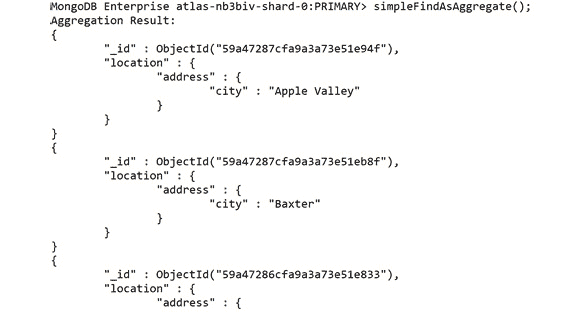 MongoDB Enterprise atlas-nb3biv-shard-0:PRIMARY> simpleFindAsAggregate();
Aggregation Result:
{
"_id" : ObjectId("59a47287cfa9a3a73e51e94f"),
"location" : {
"address" : {
"city" : "Apple Valley"
}
}
}
{
"_id" : ObjectId("59a47287cfa9a3a73e51eb8f"),
"location" : {
"address" : {
"city" : "Baxter"
}
}
}
{
"_id" : ObjectId("59a47286cfa9a3a73e51e833"),
"location" : {
"address" : {